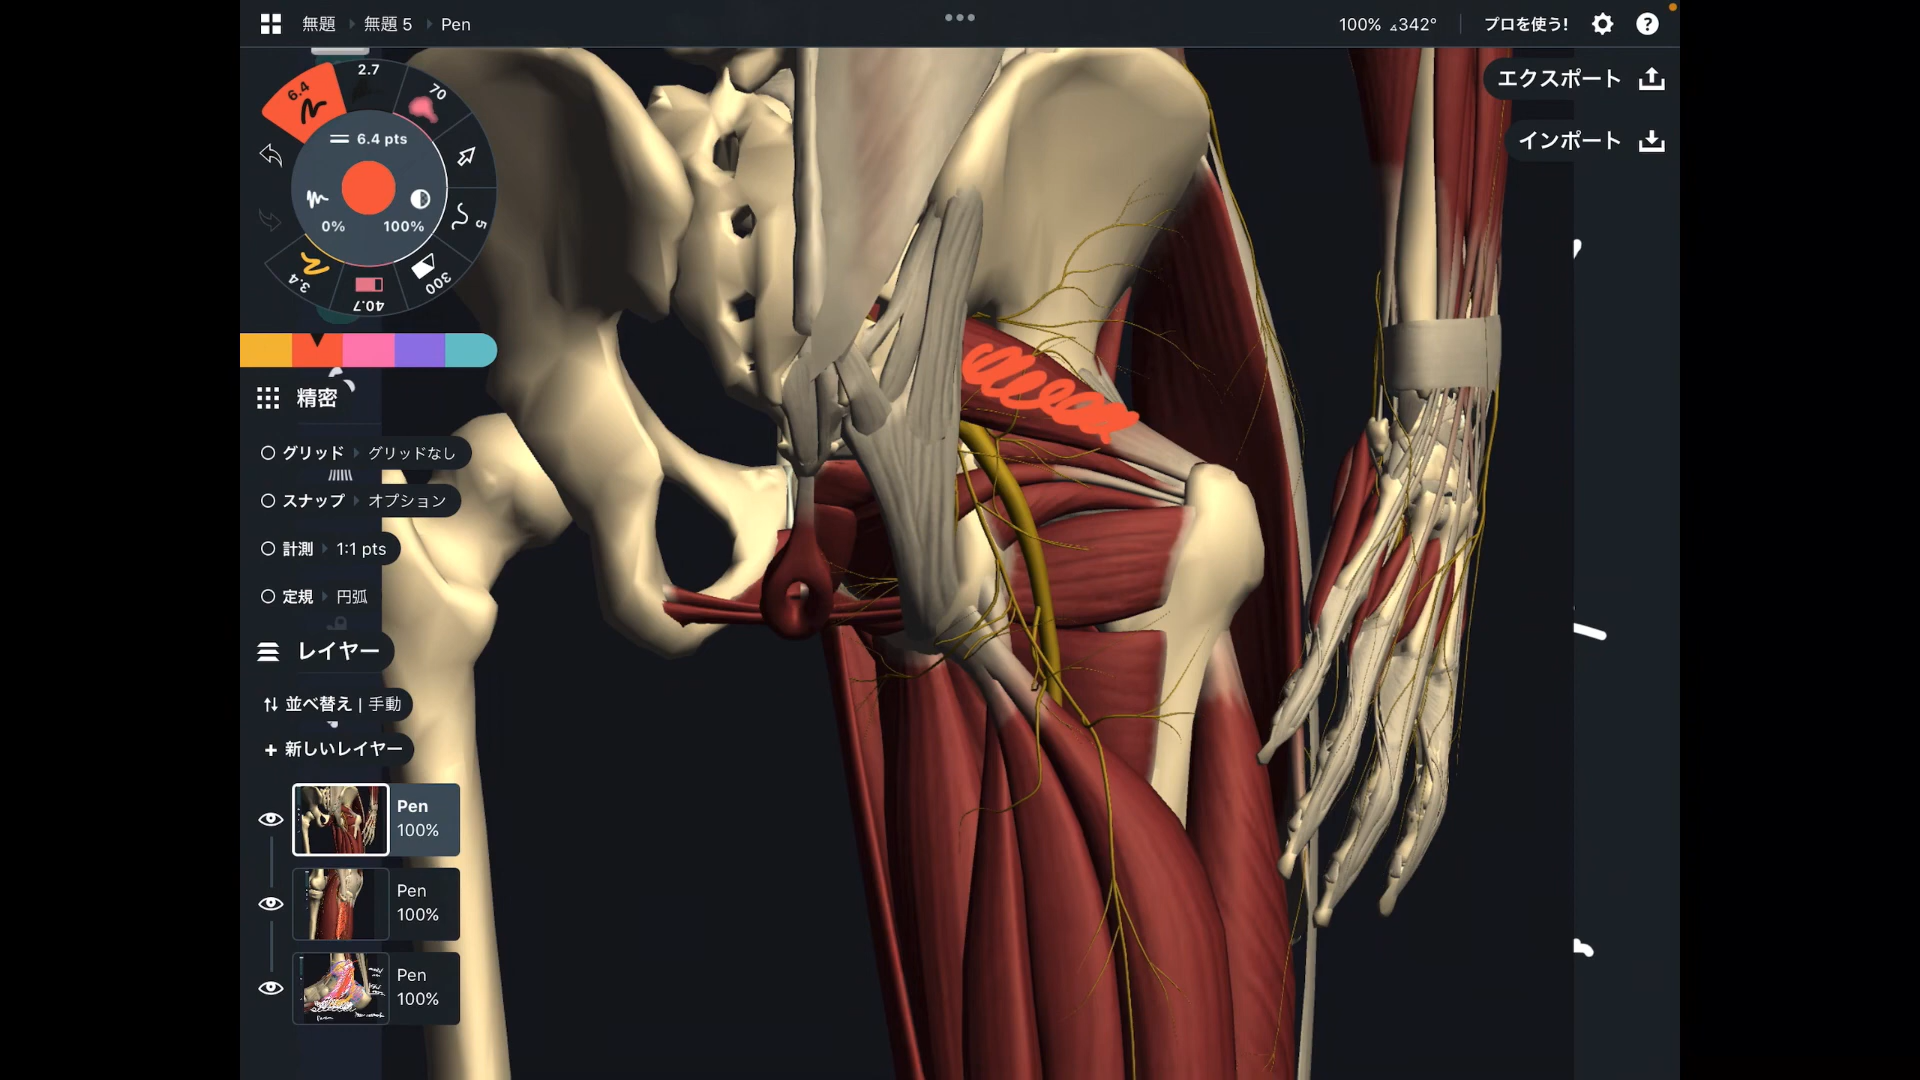 無題 無題 5 Pen
100% ⊿342° プロを使う!
エクスポート
インポート
2.7
6.4
70
6.4 pts
0% 100%
5
300
40.7
3.4
精密
グリッド グリッドなし
スナップ オプション
計測 1:1 pts
定規 円弧
レイヤー
並べ替え | 手動
+ 新しいレイヤー
Pen
100%
Pen
100%
Pen
100%